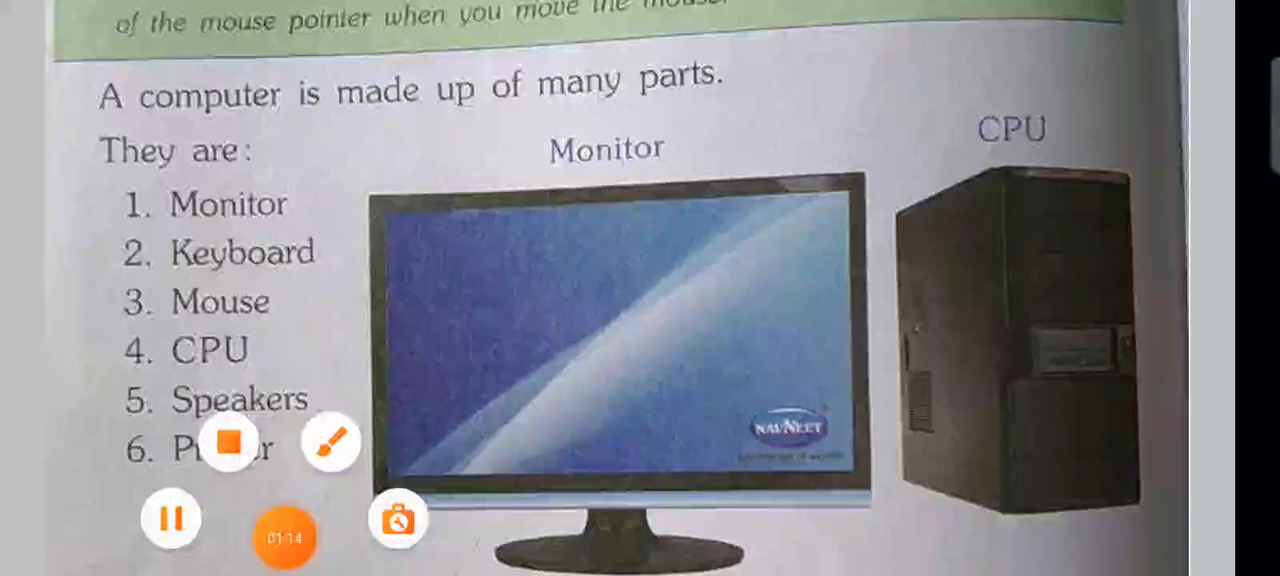 of the mouse pointer when you move the mouse.
A computer is made up of many parts.
They are:
Monitor
CPU
1. Monitor
2. Keyboard
3. Mouse
4. CPU
5. Speakers
6.
NAVNEET
01:14